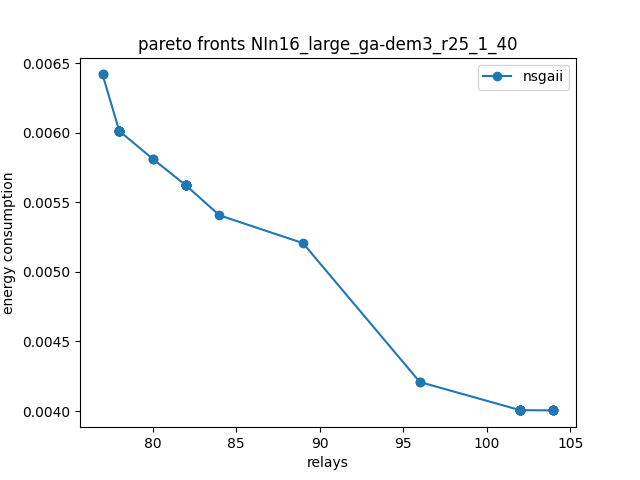 pareto fronts NIn16_large_ga-dem3_r25_1_40
nsgaii
energy consumption
0.0065
0.0060
0.0055
0.0050
0.0045
0.0040
80 85 90 95 100 105
relays